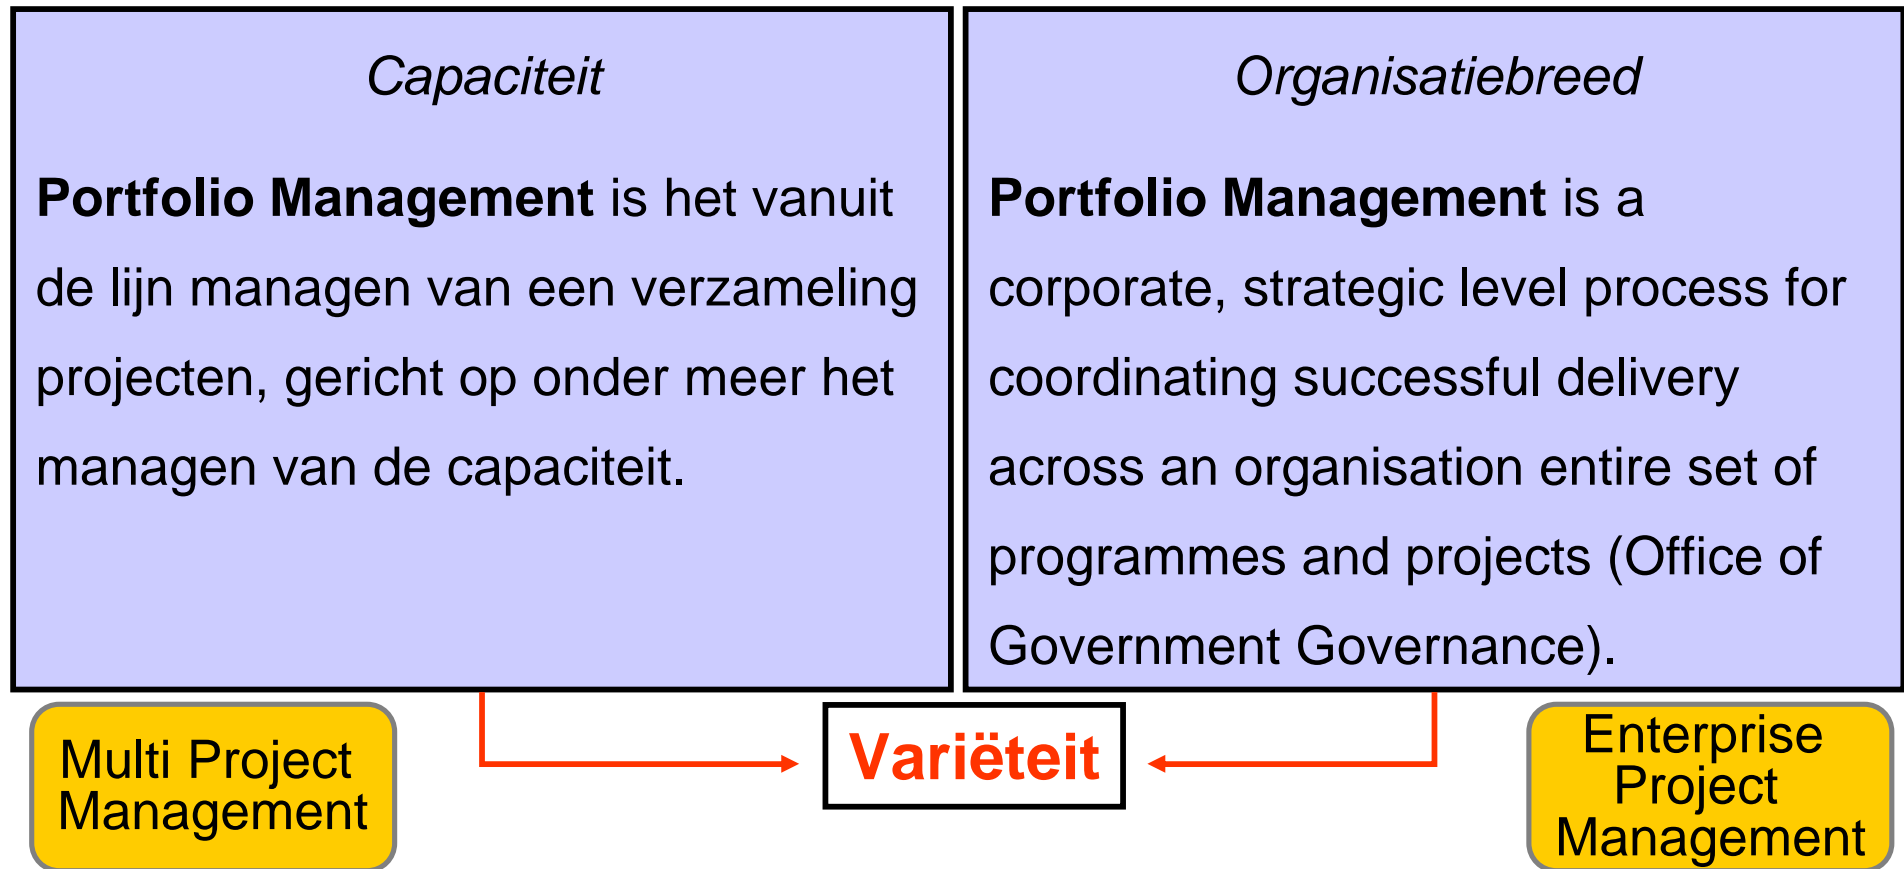 Capaciteit
Portfolio Management is het vanuit
de lijn managen van een verzameling
projecten, gericht op onder meer het
managen van de capaciteit.
Organisatiebreed
Portfolio Management is a
corporate, strategic level process for
coordinating successful delivery
across an organisation entire set of
programmes and projects (Office of
Government Governance).
Multi Project
Management
Variëteit
Enterprise
Project
Management